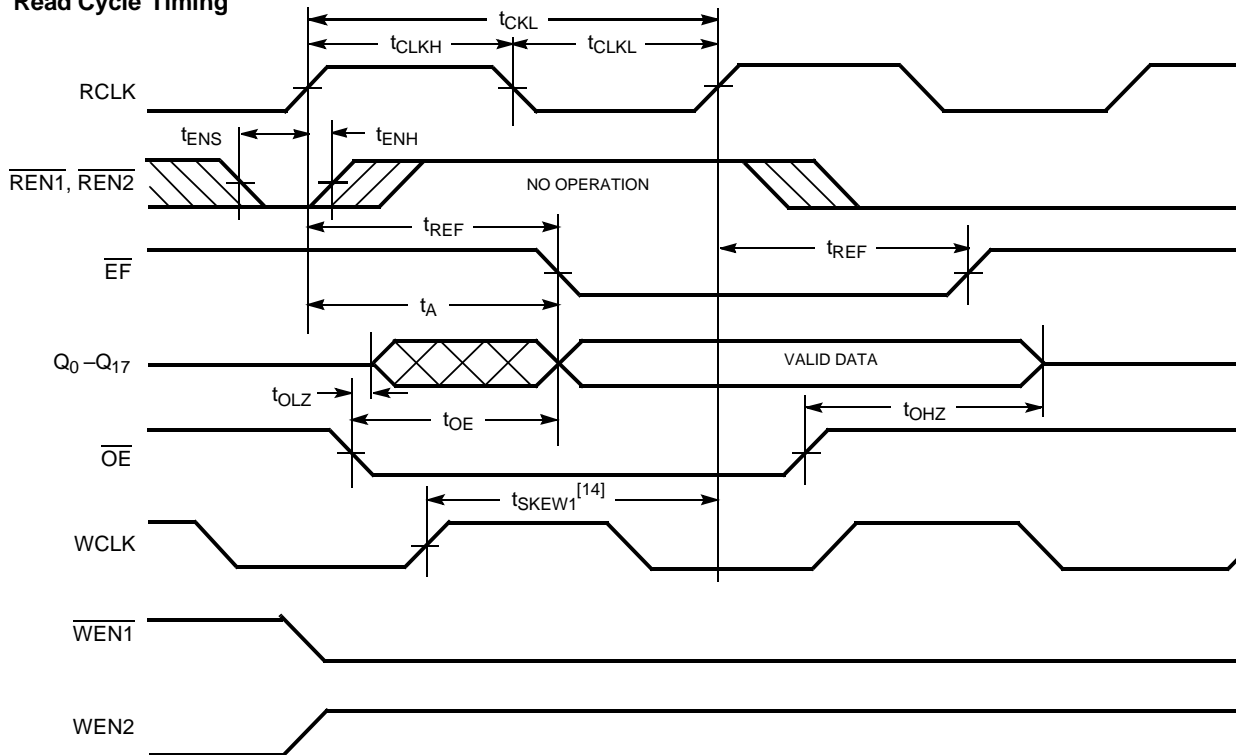 Read Cycle Timing
tCKL
tCLKH
tCLKL
RCLK
tENS
tENH
REN1, REN2
NO OPERATION
tREF
tREF
EF
tA
Q0 –Q17
VALID DATA
tOLZ
tOE
tOHZ
OE
tSKEW1[14]
WCLK
WEN1
WEN2